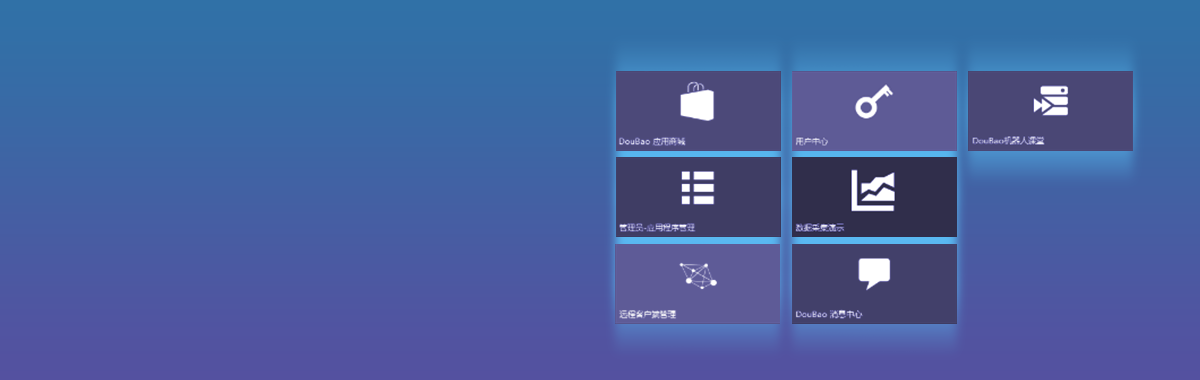 DouBao 应用商城
用户中心
DouBao机器人课堂
管理员-应用程序管理
数据采集演示
远程客户端管理
DouBao 消息中心